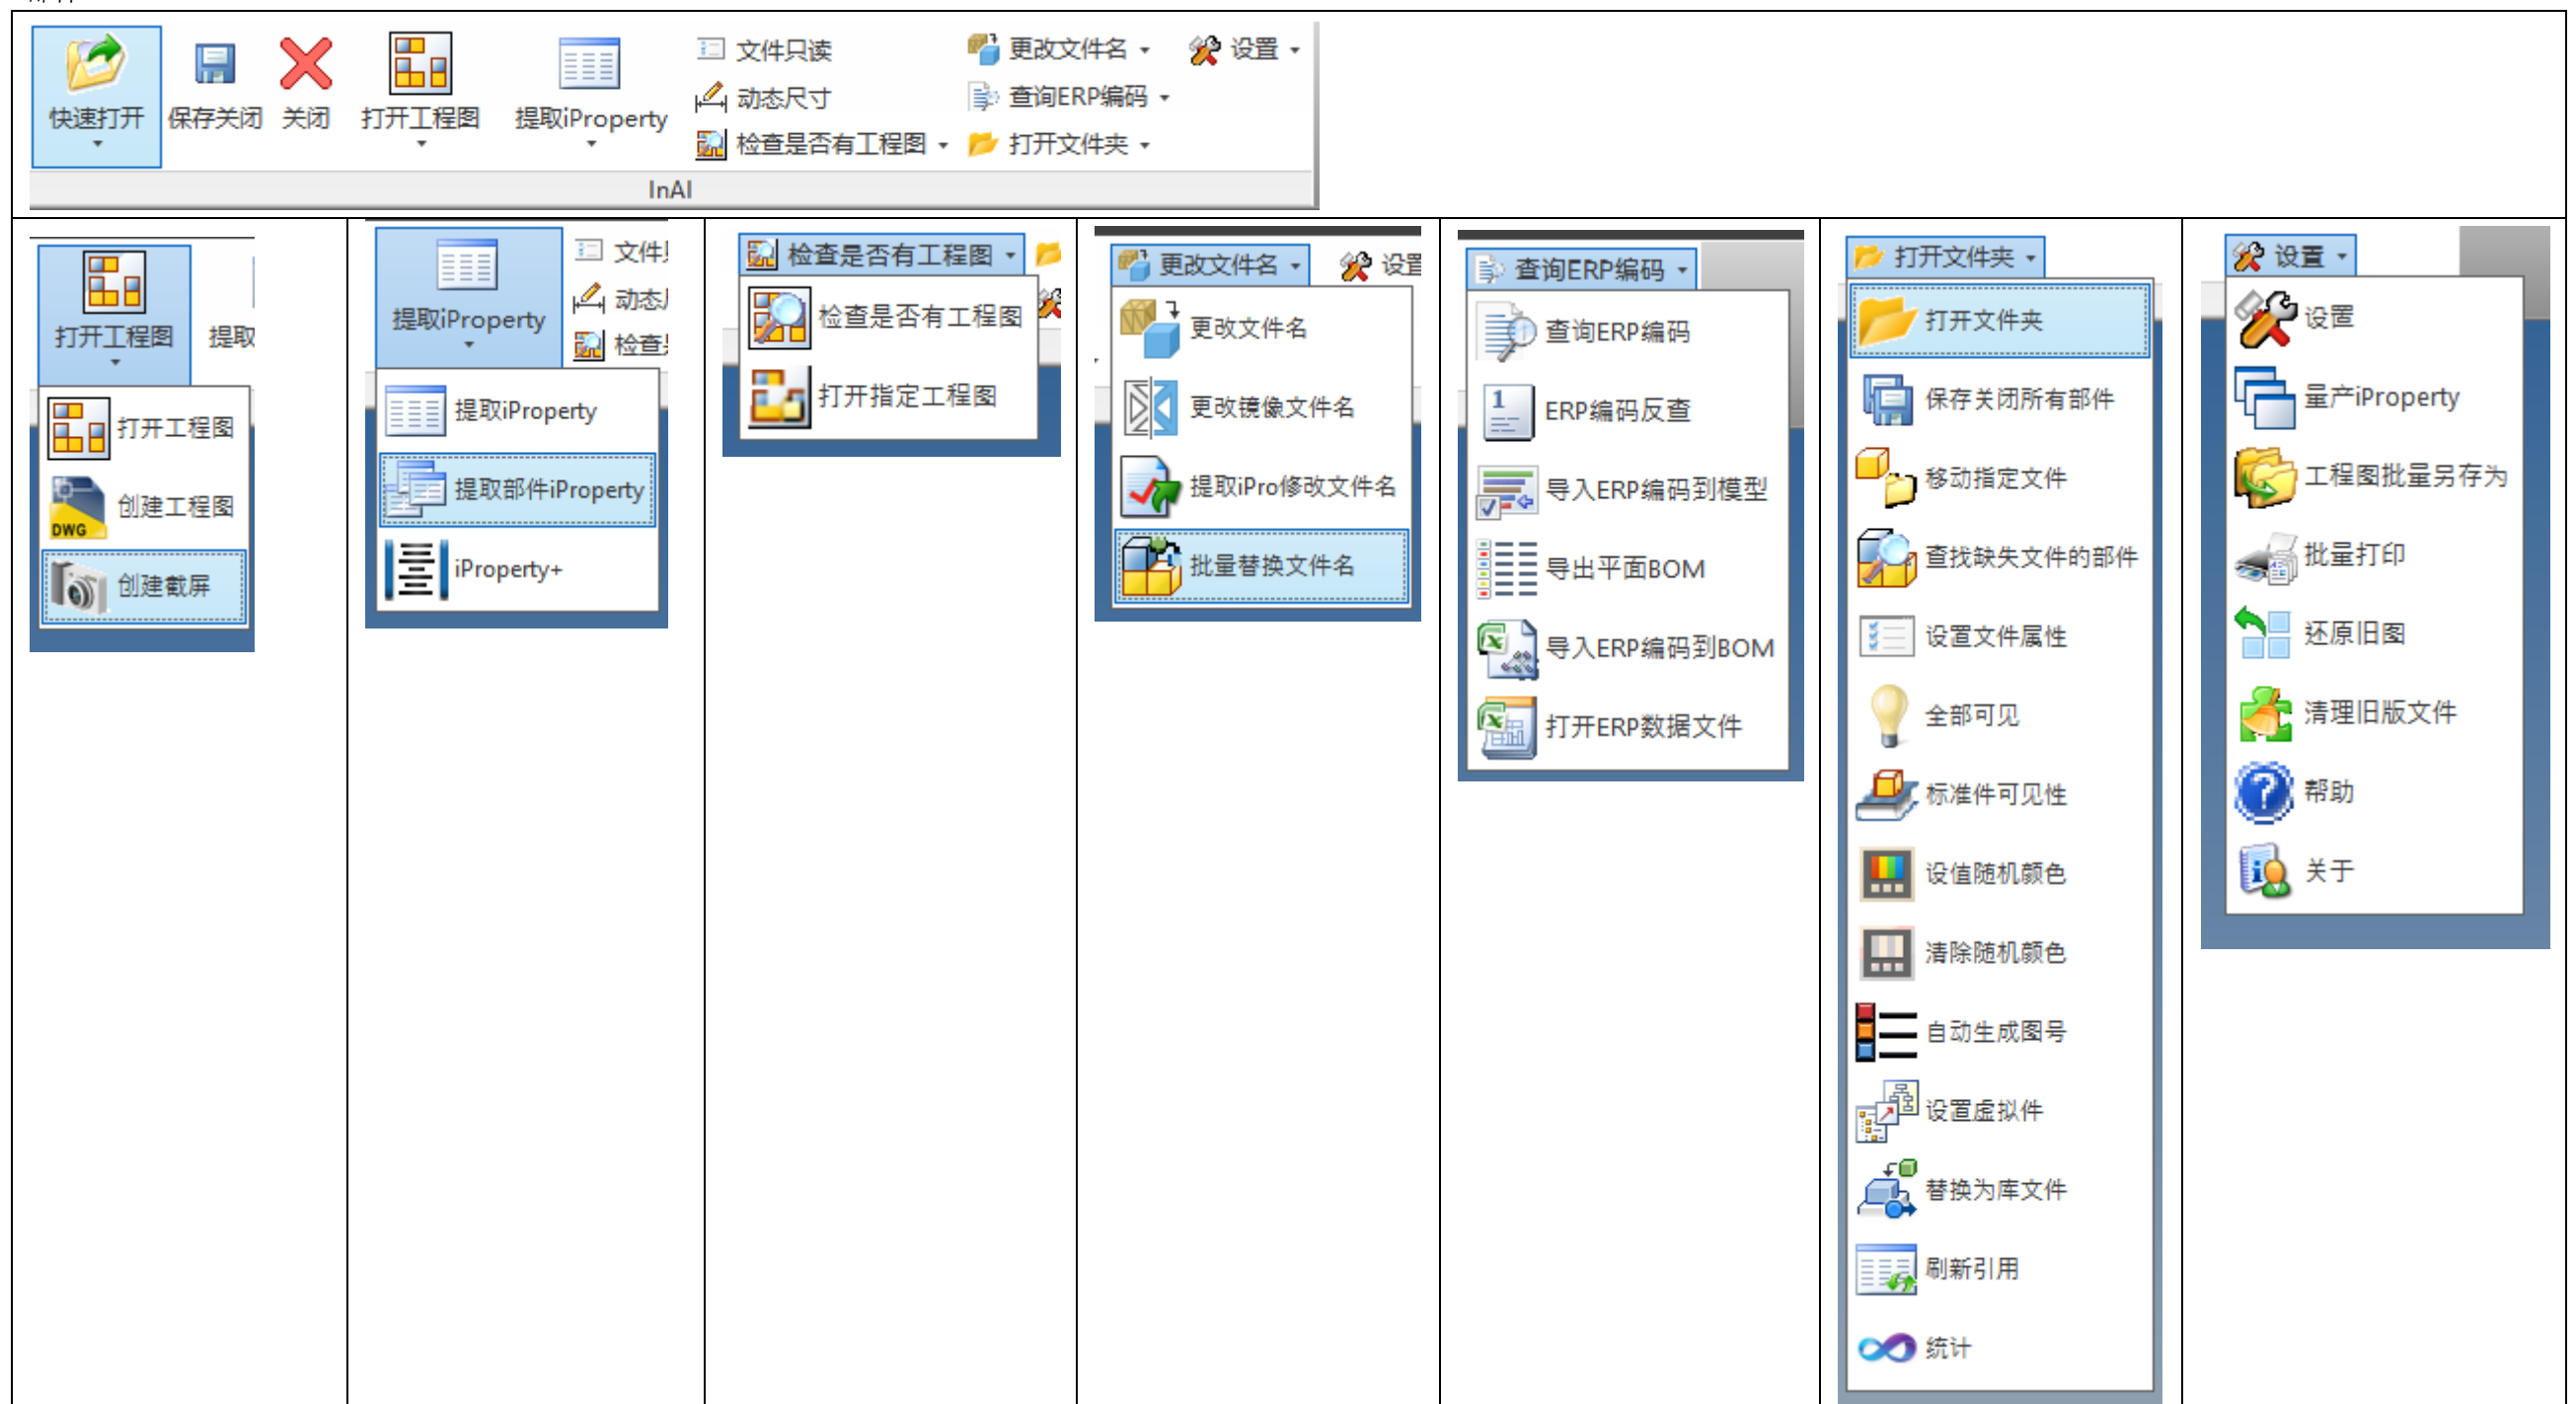 快速打开
保存关闭
关闭
打开工程图
提取iProperty
文件只读
动态尺寸
检查是否有工程图
更改文件名
查询ERP编码
打开文件夹
设置
InAI
打开工程图
提取
打开工程图
创建工程图
DWG
创建截屏
提取iProperty
文件
动态
检查
提取iProperty
提取部件iProperty
iProperty+
检查是否有工程图
检查是否有工程图
打开指定工程图
更改文件名
设置
更改文件名
更改镜像文件名
提取iPro修改文件名
批量替换文件名
查询ERP编码
查询ERP编码
1
ERP编码反查
导入ERP编码到模型
导出平面BOM
导入ERP编码到BOM
打开ERP数据文件
打开文件夹
打开文件夹
保存关闭所有部件
移动指定文件
查找缺失文件的部件
设置文件属性
全部可见
标准件可见性
设值随机颜色
清除随机颜色
自动生成图号
设置虚拟件
替换为库文件
刷新引用
统计
设置
设置
量产iProperty
工程图批量另存为
批量打印
还原旧图
清理旧版文件
帮助
关于